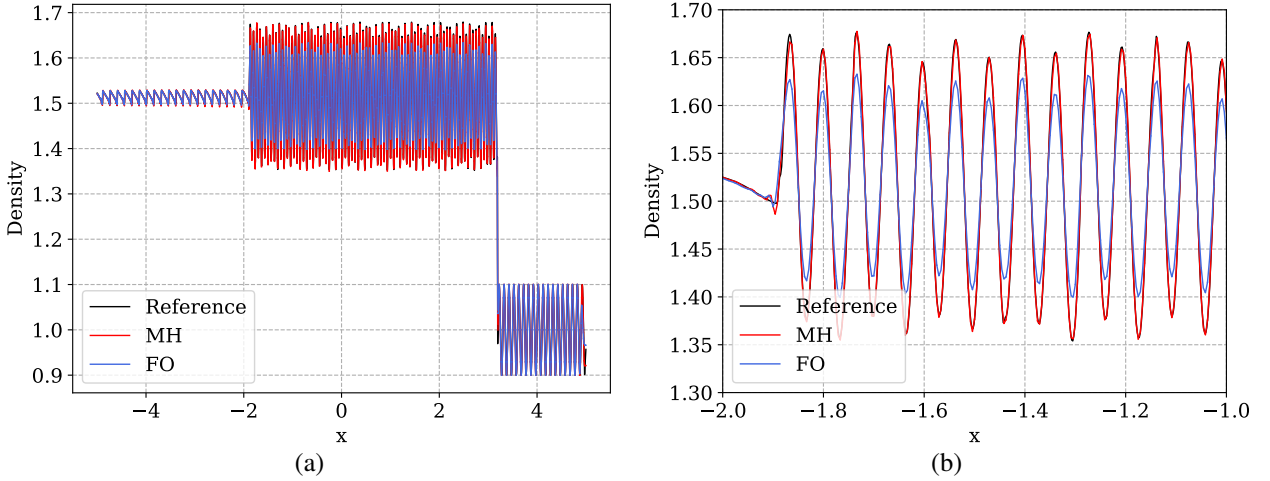 1.7
1.6
1.5
1.4
1.3
1.2
1.1
1.0
0.9
Density
Reference
MH
FO
−4
−2
0
2
4
x
(a)
1.70
1.65
1.60
1.55
1.50
1.45
1.40
1.35
1.30
Density
Reference
MH
FO
−2.0
−1.8
−1.6
−1.4
−1.2
−1.0
x
(b)